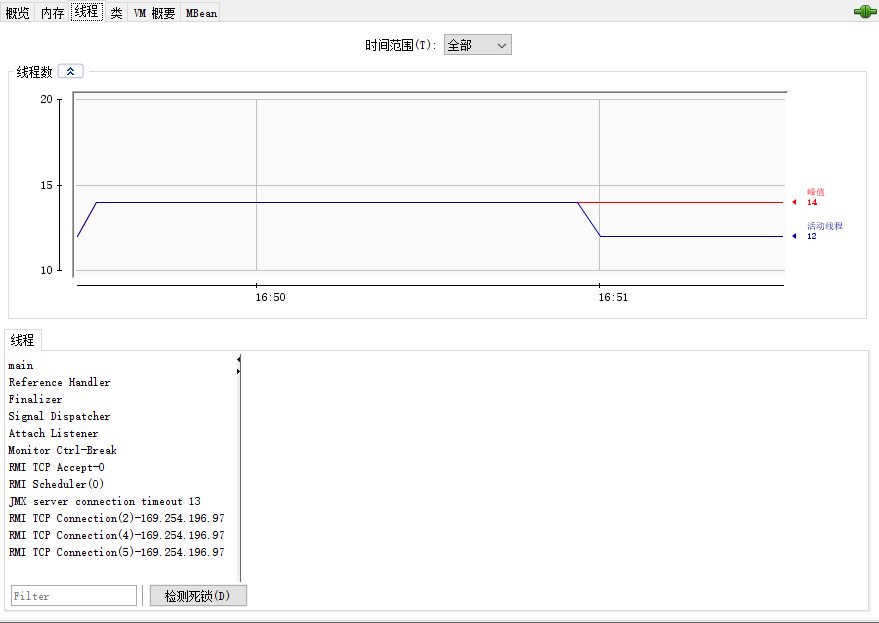 概览 内存 线程 类 VM 概要 MBean
时间范围(T): 全部
线程数
20
15
10
峰值
14
活动线程
12
16:50 16:51
线程
main
Reference Handler
Finalizer
Signal Dispatcher
Attach Listener
Monitor Ctrl-Break
RMI TCP Accept-0
RMI Scheduler(0)
JMX server connection timeout 13
RMI TCP Connection(2)-169.254.196.97
RMI TCP Connection(4)-169.254.196.97
RMI TCP Connection(5)-169.254.196.97
Filter 检测死锁(D)